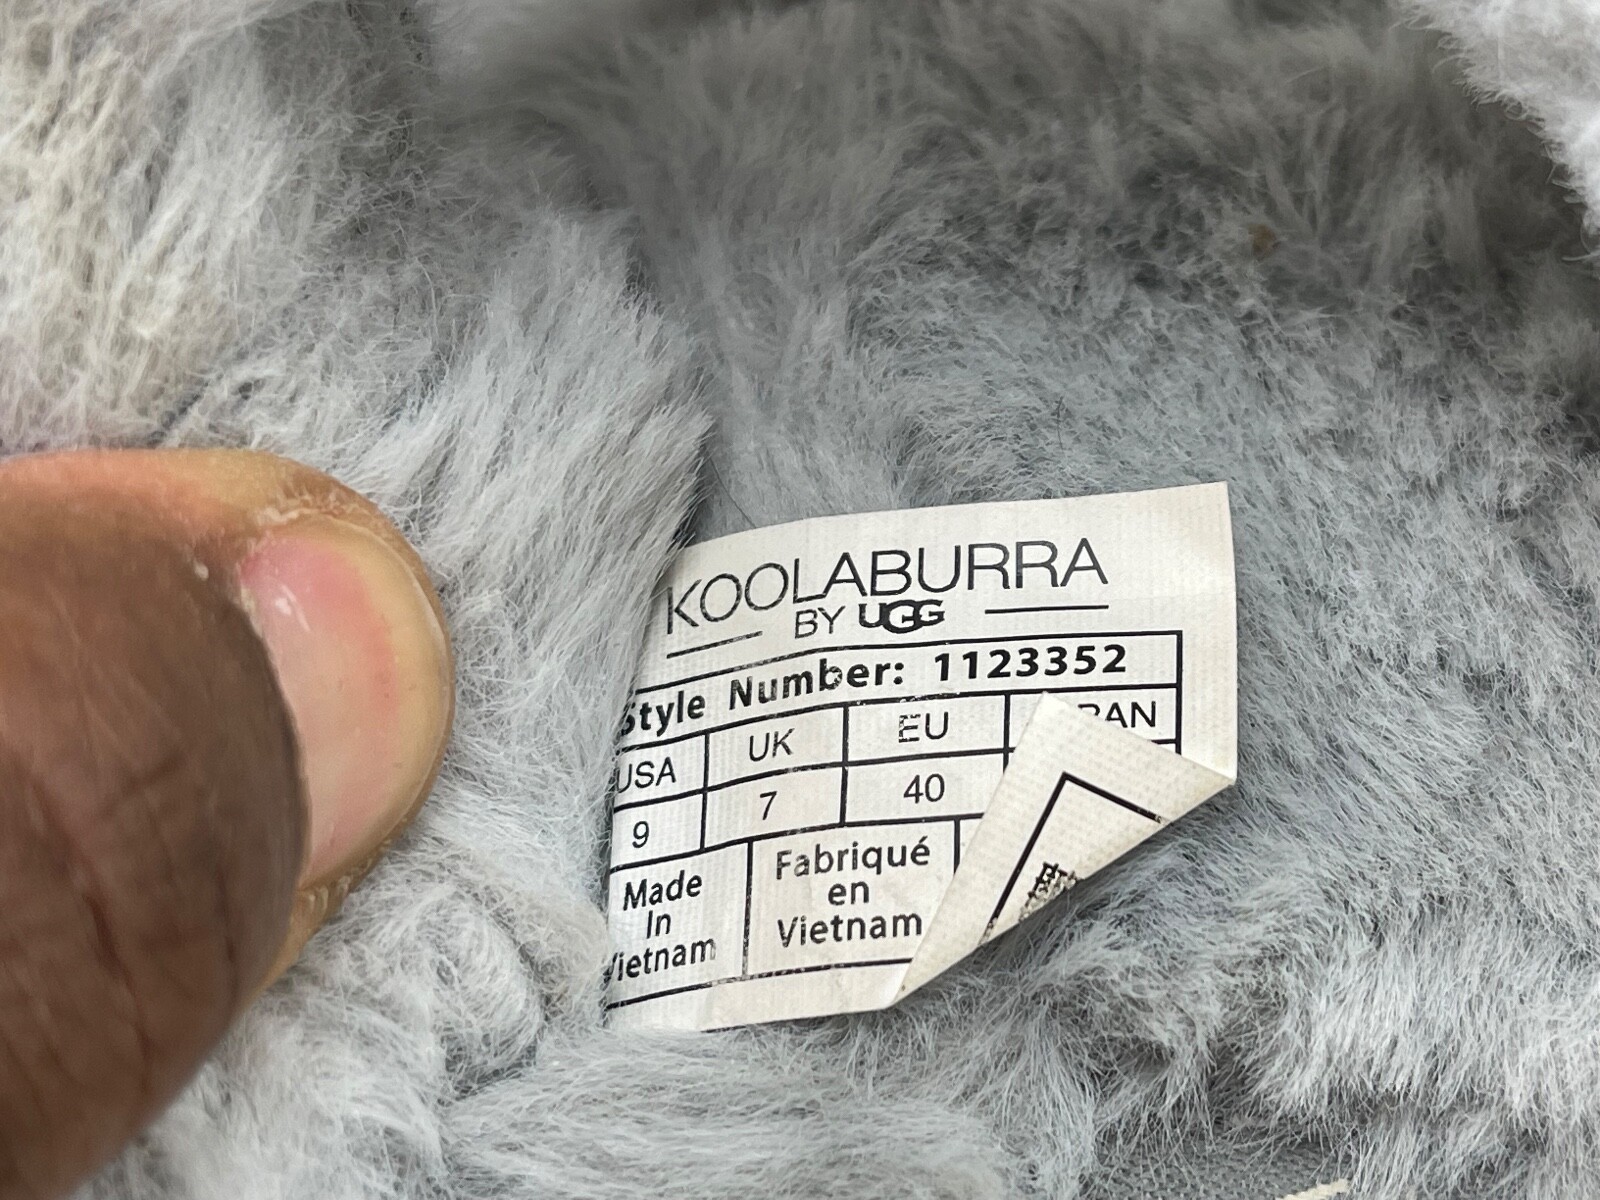 KOOLABURRA
BY UGG
Style Number: 1123352
USA UK EU
9 7 40
Made
In
Vietnam
Fabriqué
en
Vietnam